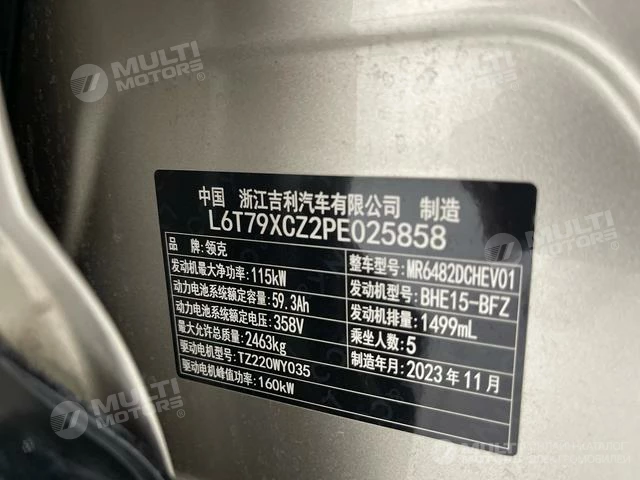 MULTI
MOTORS®
MULTI
MOTORS®
中国 浙江吉利汽车有限公司 制造
L6T79XCZ2PE025858
品 牌:领克
整车型号:MR6482DCHEV01
发动机最大净功率:115kW
发动机型号:BHE15-BFZ
动力电池系统额定容量:59.3Ah
发动机排量:1499mL
动力电池系统额定电压:358V
乘坐人数:5
最大允许总质量:2463kg
制造年月:2023年11月
驱动电机型号:TZ220WY035
驱动电机峰值功率:160kW
MULTI
MOTORS®
MULTI